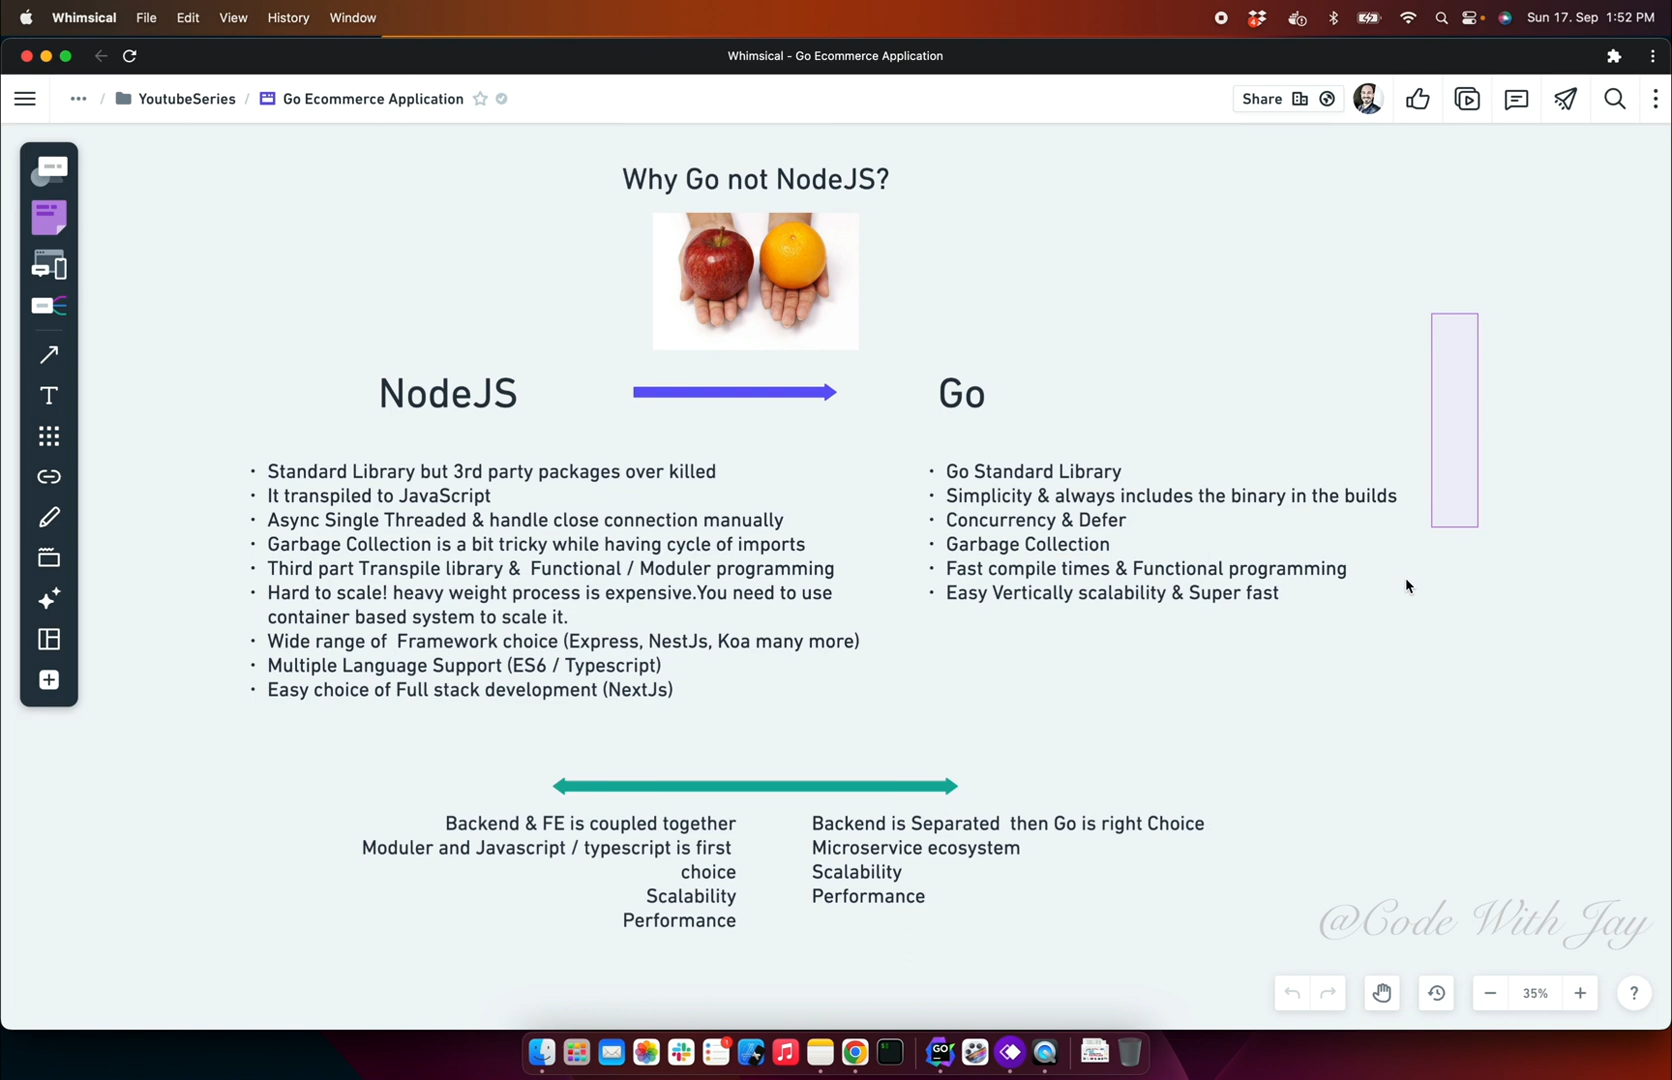 Whimsical File Edit View History Window
Sun 17. Sep 1:52 PM
Whimsical - Go Ecommerce Application
... / YoutubeSeries / Go Ecommerce Application
Share
Why Go not NodeJS?
NodeJS
Go
· Standard Library but 3rd party packages over killed
· It transpiled to JavaScript
· Async Single Threaded & handle close connection manually
· Garbage Collection is a bit tricky while having cycle of imports
· Third part Transpile library & Functional / Moduler programming
· Hard to scale! heavy weight process is expensive.You need to use
container based system to scale it.
· Wide range of Framework choice (Express, NestJs, Koa many more)
· Multiple Language Support (ES6 / Typescript)
· Easy choice of Full stack development (NextJs)
· Go Standard Library
· Simplicity & always includes the binary in the builds
· Concurrency & Defer
· Garbage Collection
· Fast compile times & Functional programming
· Easy Vertically scalability & Super fast
Backend & FE is coupled together
Moduler and Javascript / typescript is first
choice
Scalability
Performance
Backend is Separated then Go is right Choice
Microservice ecosystem
Scalability
Performance
@Code With Jay
35%
?
GO